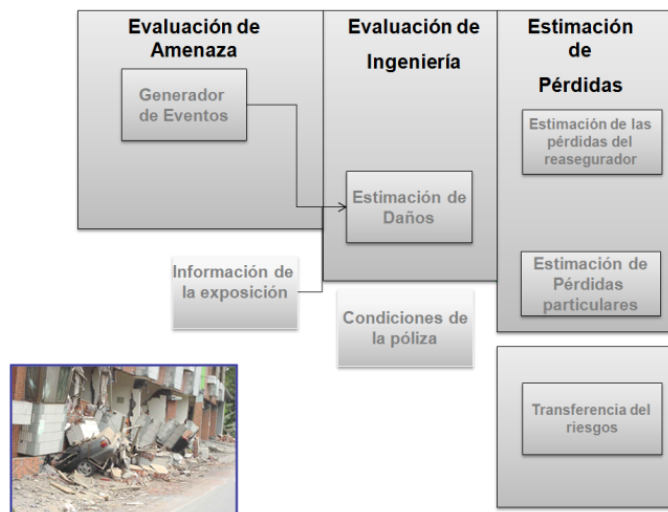 Evaluación de
Amenaza
Generador
de Eventos
Evaluación de
Ingeniería
Estimación de
Daños
Estimación
de
Pérdidas
Estimación de las
pérdidas del
reasegurador
Estimación de
Pérdidas
particulares
Información de
la exposición
Condiciones de
la póliza
Transferencia del
riesgos